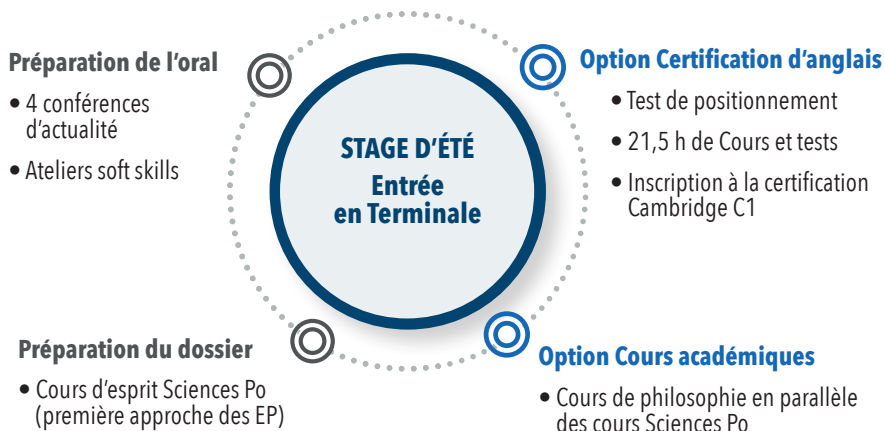 Préparation de l'oral
• 4 conférences
d'actualité
• Ateliers soft skills
Option Certification d'anglais
• Test de positionnement
• 21,5 h de Cours et tests
• Inscription à la certification
Cambridge C1
STAGE D'ÉTÉ
Entrée
en Terminale
Préparation du dossier
• Cours d'esprit Sciences Po
(première approche des EP)
Option Cours académiques
• Cours de philosophie en parallèle
des cours Sciences Po